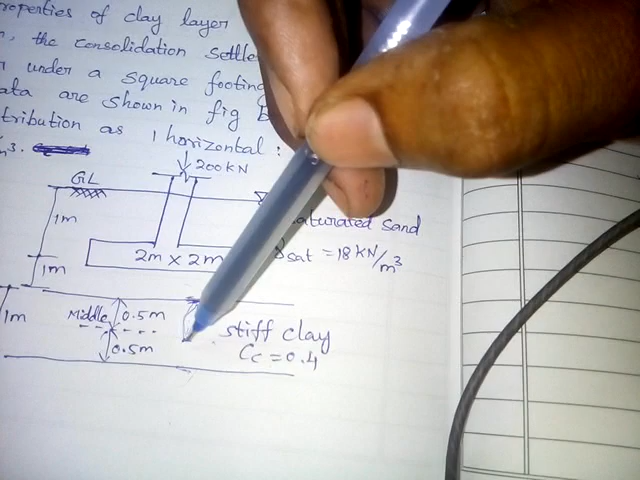 roperties of clay layer
, the consolidation settle
under a square footing
ata are shown in fig
tribution as 1 horizontal :
m³.
200 KN
GL
1m
saturated sand
2m x 2m
γsat = 18 KN/m³
1m
1m
Middle
0.5m
stiff clay
0.5m
Cc = 0.4